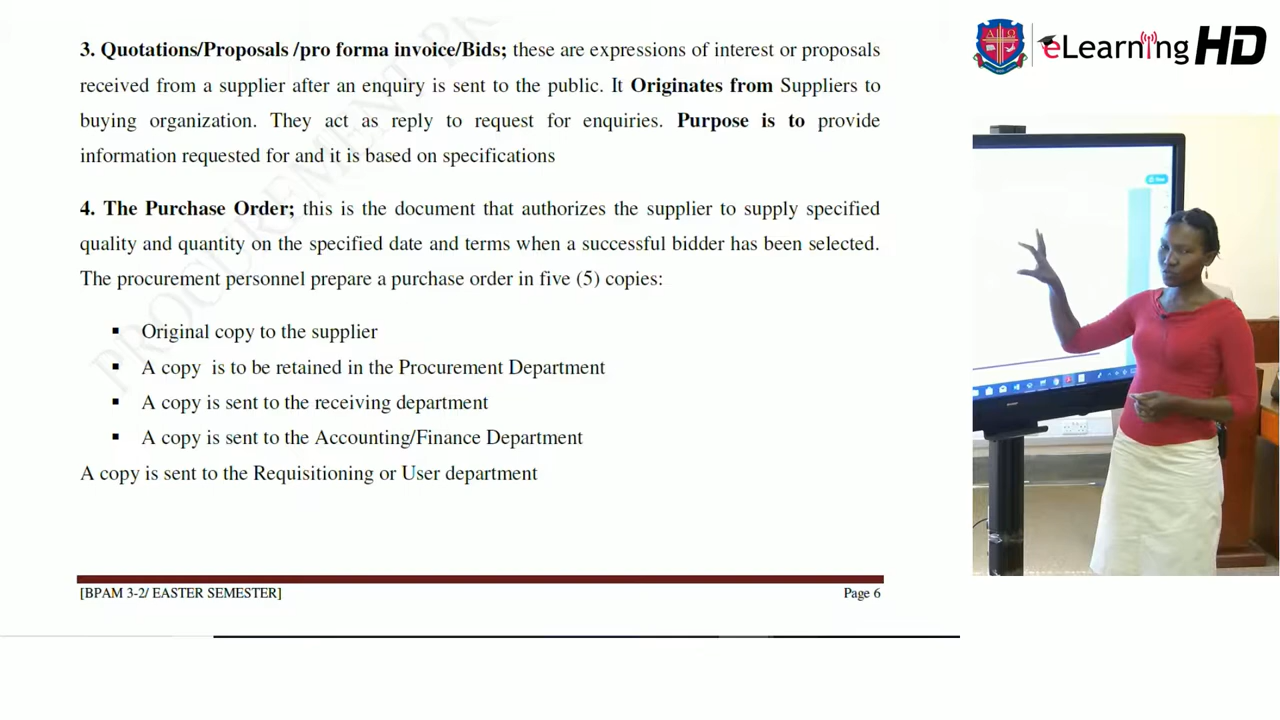 3. Quotations/Proposals /pro forma invoice/Bids; these are expressions of interest or proposals
received from a supplier after an enquiry is sent to the public. It Originates from Suppliers to
buying organization. They act as reply to request for enquiries. Purpose is to provide
information requested for and it is based on specifications
4. The Purchase Order; this is the document that authorizes the supplier to supply specified
quality and quantity on the specified date and terms when a successful bidder has been selected.
The procurement personnel prepare a purchase order in five (5) copies:
▪ Original copy to the supplier
▪ A copy is to be retained in the Procurement Department
▪ A copy is sent to the receiving department
▪ A copy is sent to the Accounting/Finance Department
A copy is sent to the Requisitioning or User department
[BPAM 3-2/ EASTER SEMESTER] Page 6
eLearning HD